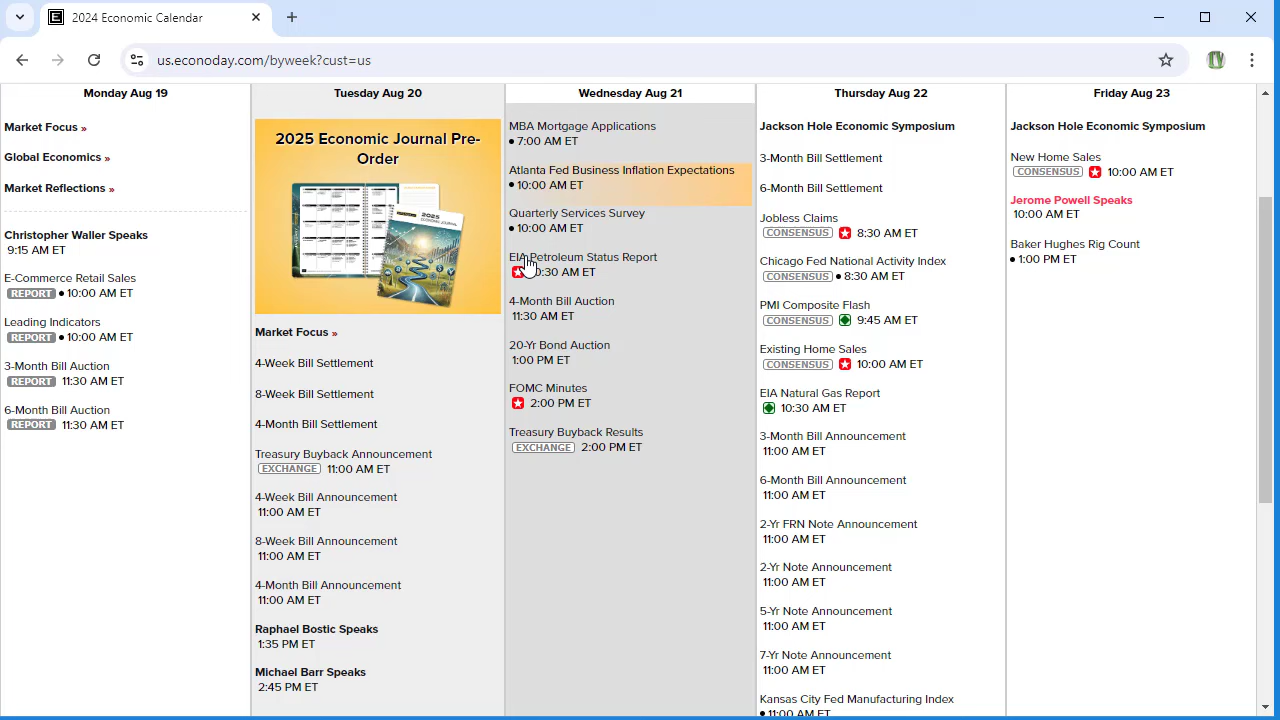 2024 Economic Calendar
us.econoday.com/byweek?cust=us
Monday Aug 19
Market Focus »
Global Economics »
Market Reflections »
Christopher Waller Speaks
9:15 AM ET
E-Commerce Retail Sales
REPORT • 10:00 AM ET
Leading Indicators
REPORT • 10:00 AM ET
3-Month Bill Auction
REPORT 11:30 AM ET
6-Month Bill Auction
REPORT 11:30 AM ET
Tuesday Aug 20
2025 Economic Journal Pre-
Order
2025
ECONOMIC JOURNAL
Market Focus »
4-Week Bill Settlement
8-Week Bill Settlement
4-Month Bill Settlement
Treasury Buyback Announcement
EXCHANGE 11:00 AM ET
4-Week Bill Announcement
11:00 AM ET
8-Week Bill Announcement
11:00 AM ET
4-Month Bill Announcement
11:00 AM ET
Raphael Bostic Speaks
1:35 PM ET
Michael Barr Speaks
2:45 PM ET
Wednesday Aug 21
MBA Mortgage Applications
• 7:00 AM ET
Atlanta Fed Business Inflation Expectations
• 10:00 AM ET
Quarterly Services Survey
• 10:00 AM ET
EIA Petroleum Status Report
0:30 AM ET
4-Month Bill Auction
11:30 AM ET
20-Yr Bond Auction
1:00 PM ET
FOMC Minutes
2:00 PM ET
Treasury Buyback Results
EXCHANGE 2:00 PM ET
Thursday Aug 22
Jackson Hole Economic Symposium
3-Month Bill Settlement
6-Month Bill Settlement
Jobless Claims
CONSENSUS 8:30 AM ET
Chicago Fed National Activity Index
CONSENSUS • 8:30 AM ET
PMI Composite Flash
CONSENSUS 9:45 AM ET
Existing Home Sales
CONSENSUS 10:00 AM ET
EIA Natural Gas Report
10:30 AM ET
3-Month Bill Announcement
11:00 AM ET
6-Month Bill Announcement
11:00 AM ET
2-Yr FRN Note Announcement
11:00 AM ET
2-Yr Note Announcement
11:00 AM ET
5-Yr Note Announcement
11:00 AM ET
7-Yr Note Announcement
11:00 AM ET
Kansas City Fed Manufacturing Index
• 11:00 AM ET
Friday Aug 23
Jackson Hole Economic Symposium
New Home Sales
CONSENSUS 10:00 AM ET
Jerome Powell Speaks
10:00 AM ET
Baker Hughes Rig Count
• 1:00 PM ET